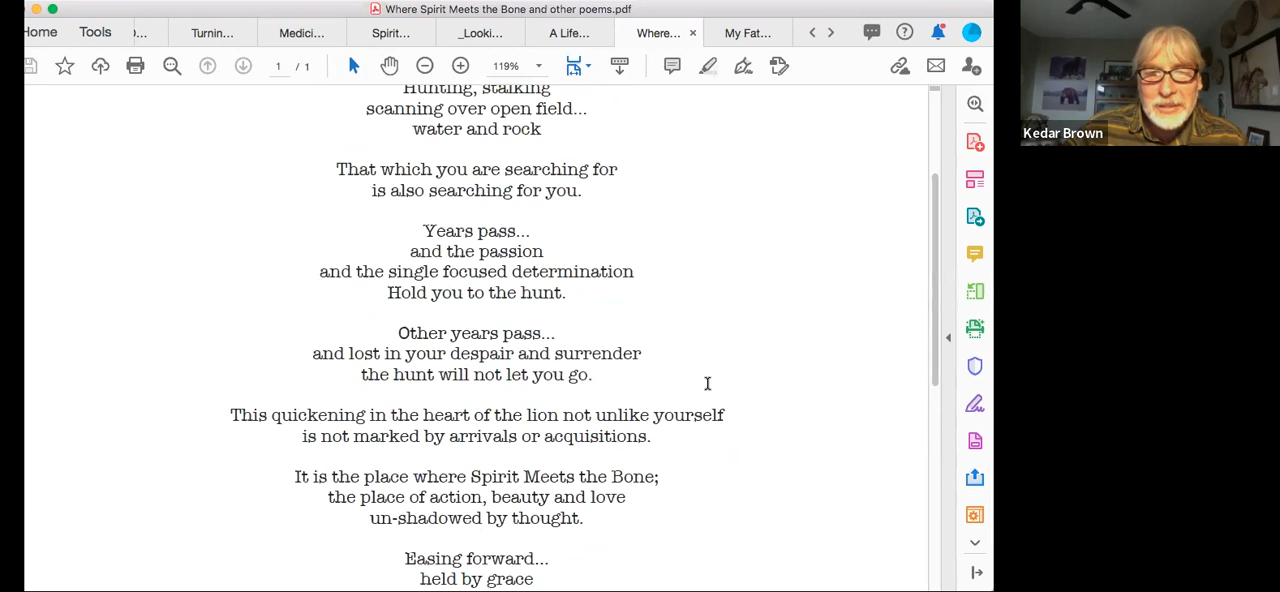 Where Spirit Meets the Bone and other poems.pdf
Home Tools ... Turnin... Medici... Spirit... _Looki... A Life... Where... × My Fat...
1 / 1 119%
Hunting, stalking
scanning over open field...
water and rock
That which you are searching for
is also searching for you.
Years pass...
and the passion
and the single focused determination
Hold you to the hunt.
Other years pass...
and lost in your despair and surrender
the hunt will not let you go.
This quickening in the heart of the lion not unlike yourself
is not marked by arrivals or acquisitions.
It is the place where Spirit Meets the Bone;
the place of action, beauty and love
un-shadowed by thought.
Easing forward...
held by grace
Kedar Brown